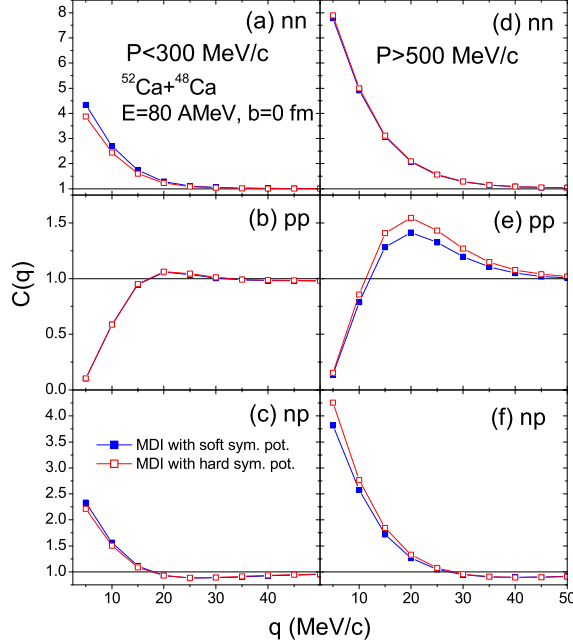 (a) nn
P<300 MeV/c
⁵²Ca+⁴⁸Ca
E=80 AMeV, b=0 fm
8
7
6
5
4
3
2
1
(d) nn
P>500 MeV/c
(b) pp
1.5
1.0
0.5
0.0
(e) pp
C(q)
(c) np
MDI with soft sym. pot.
MDI with hard sym. pot.
4.0
3.5
3.0
2.5
2.0
1.5
1.0
(f) np
10 20 30 40 10 20 30 40 50
q (MeV/c)